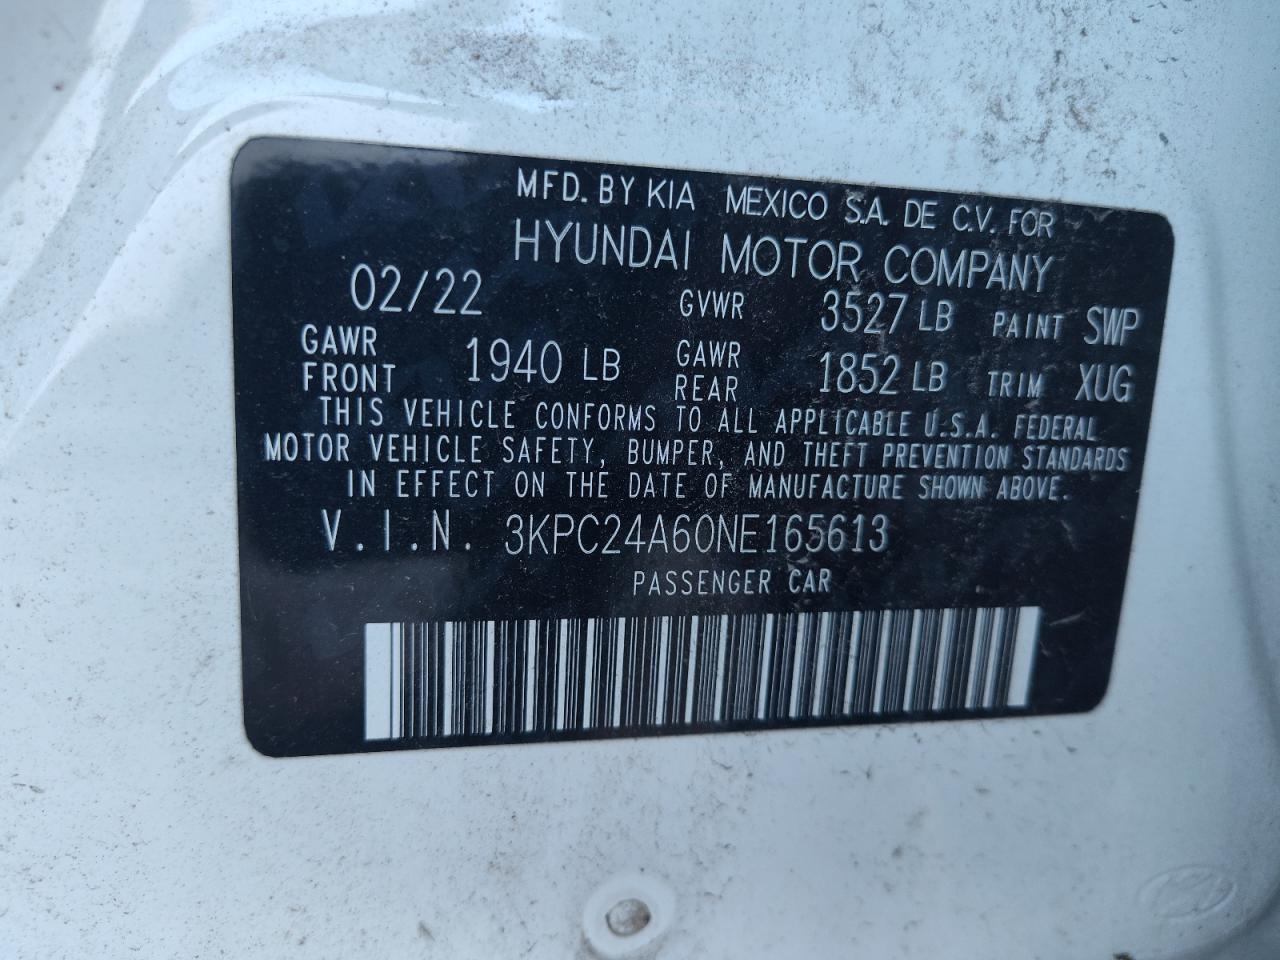 MFD. BY KIA MEXICO S.A. DE C.V. FOR
HYUNDAI MOTOR COMPANY
02/22 GVWR 3527 LB PAINT SWP
GAWR FRONT 1940 LB GAWR REAR 1852 LB TRIM XUG
THIS VEHICLE CONFORMS TO ALL APPLICABLE U.S.A. FEDERAL
MOTOR VEHICLE SAFETY, BUMPER, AND THEFT PREVENTION STANDARDS
IN EFFECT ON THE DATE OF MANUFACTURE SHOWN ABOVE.
V.I.N. 3KPC24A60NE165613
PASSENGER CAR